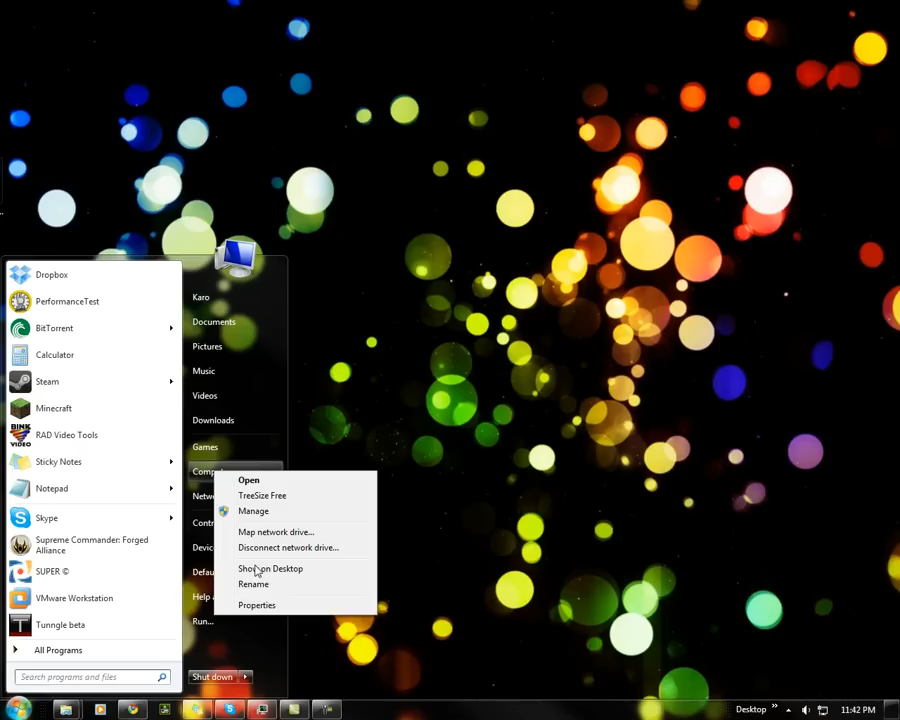 Dropbox
PerformanceTest
BitTorrent
Calculator
Steam
Minecraft
BINK
VIDEO
RAD Video Tools
Sticky Notes
Notepad
Skype
Supreme Commander: Forged
Alliance
SUPER ©
VMware Workstation
Tunngle beta
All Programs
Search programs and files
Karo
Documents
Pictures
Music
Videos
Downloads
Games
Compu
Netw
Contr
Devic
Defau
Help a
Run...
Shut down
Open
TreeSize Free
Manage
Map network drive...
Disconnect network drive...
Show on Desktop
Rename
Properties
Desktop
11:42 PM